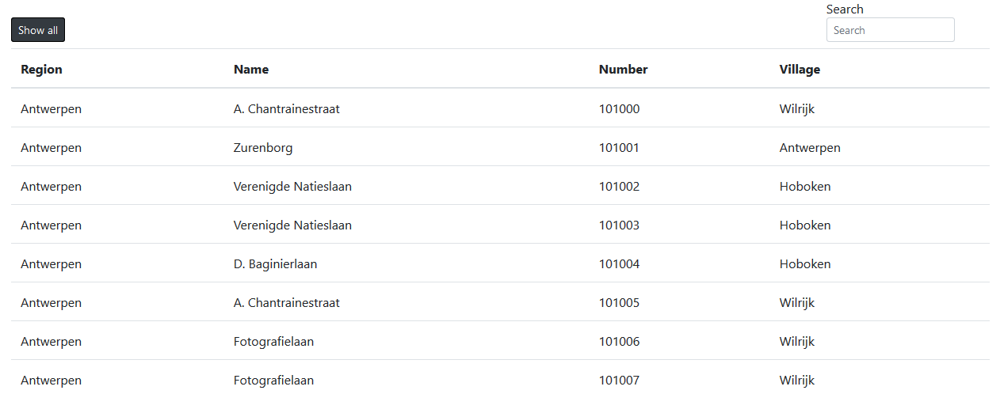 Search
Show all Search
Region Name Number Village
Antwerpen A. Chantrainestraat 101000 Wilrijk
Antwerpen Zurenborg 101001 Antwerpen
Antwerpen Verenigde Natieslaan 101002 Hoboken
Antwerpen Verenigde Natieslaan 101003 Hoboken
Antwerpen D. Baginierlaan 101004 Hoboken
Antwerpen A. Chantrainestraat 101005 Wilrijk
Antwerpen Fotografielaan 101006 Wilrijk
Antwerpen Fotografielaan 101007 Wilrijk